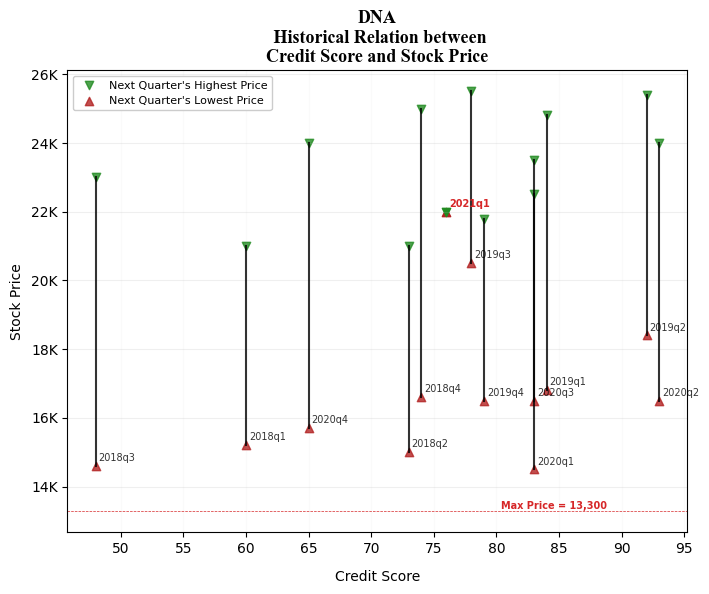 DNA
Historical Relation between
Credit Score and Stock Price
Next Quarter's Highest Price
Next Quarter's Lowest Price
26K
24K
22K
20K
18K
16K
14K
Stock Price
2021q1
2019q3
2019q2
2018q4
2019q1
2019q4
2020q3
2020q2
2020q4
2018q1
2018q2
2018q3
2020q1
Max Price = 13,300
50 55 60 65 70 75 80 85 90 95
Credit Score